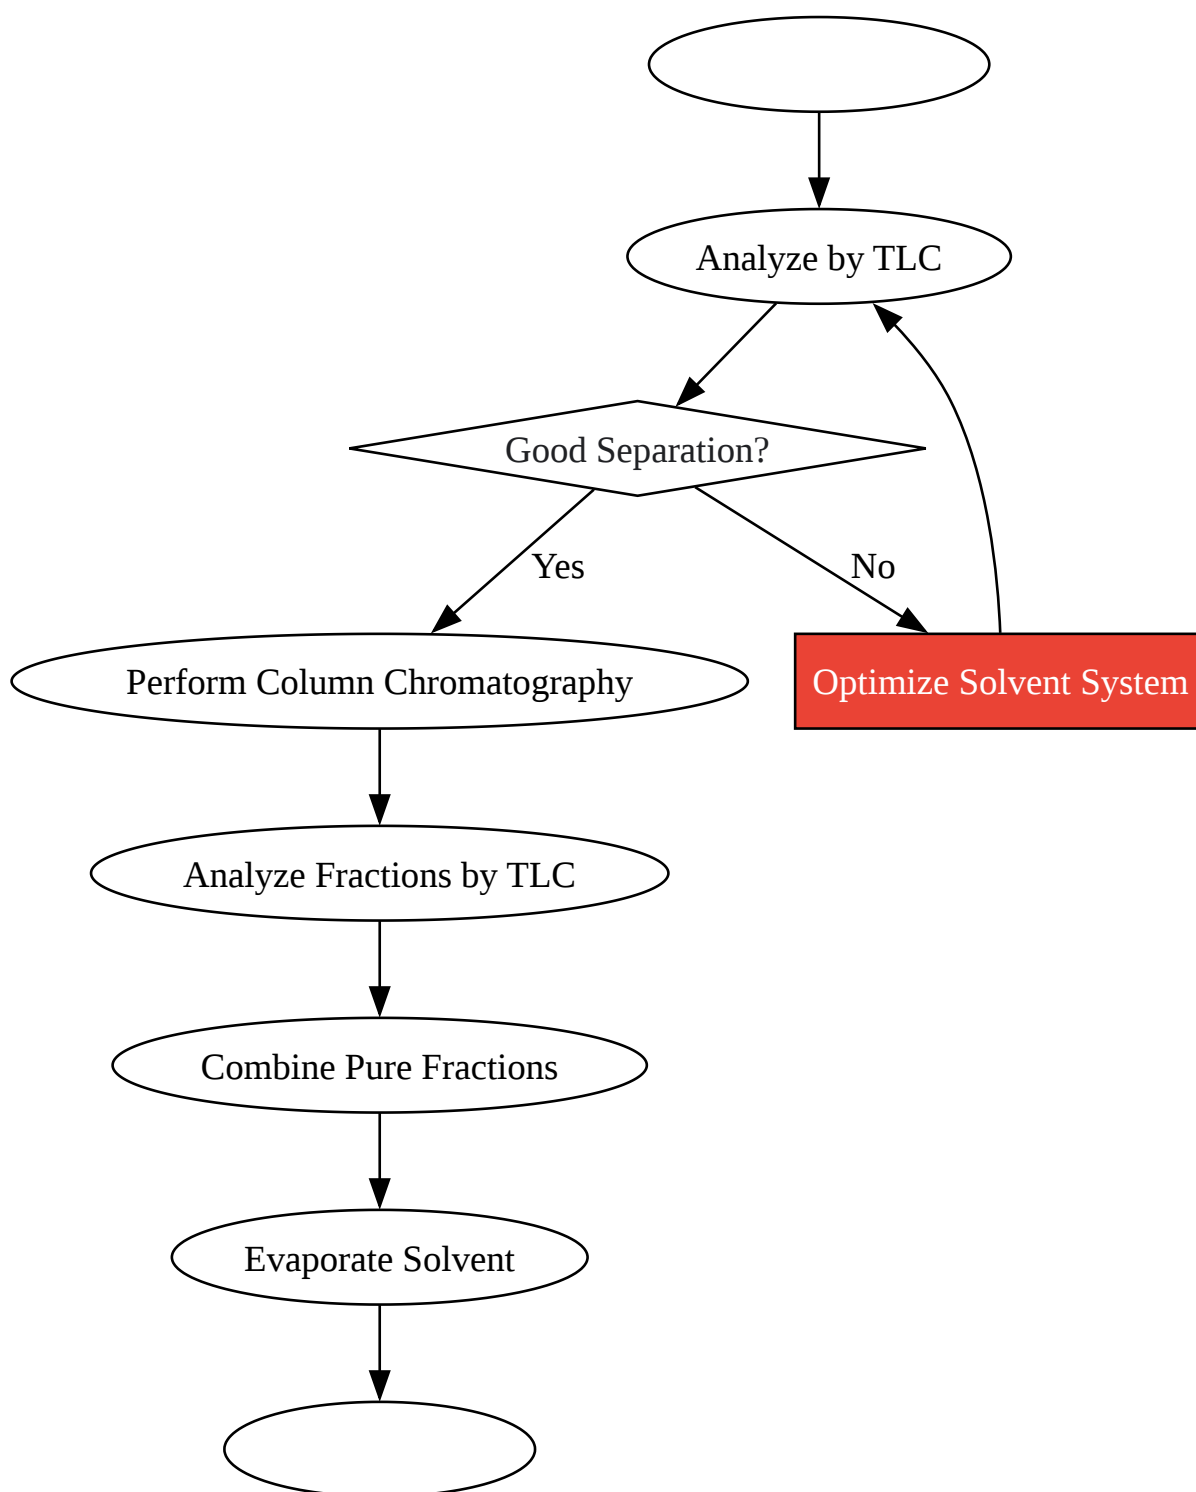 Analyze by TLC
Good Separation?
Yes
No
Perform Column Chromatography
Optimize Solvent System
Analyze Fractions by TLC
Combine Pure Fractions
Evaporate Solvent